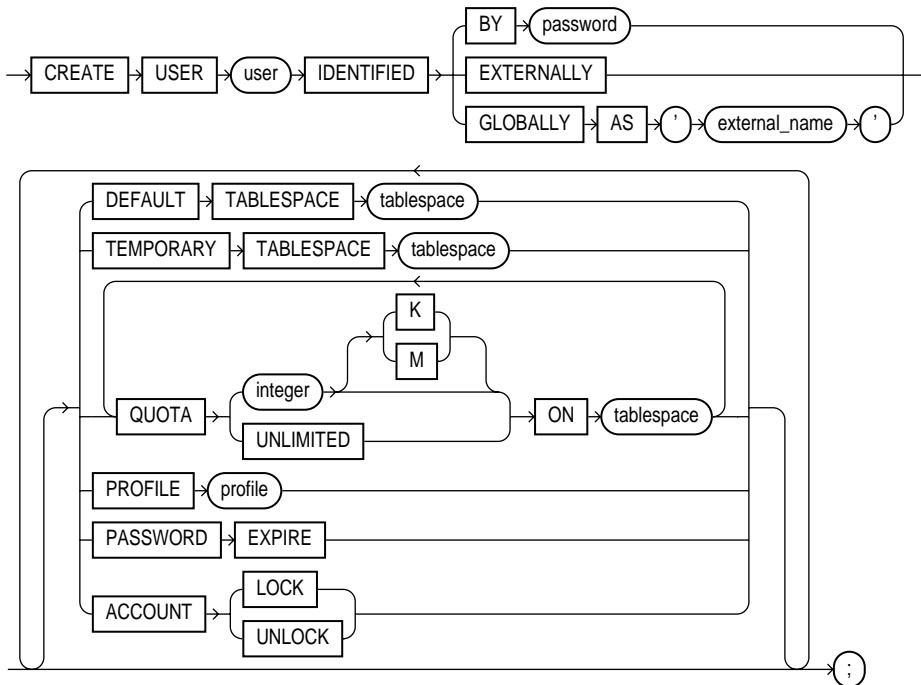 BY password
CREATE USER user IDENTIFIED EXTERNALLY
GLOBALLY AS ’ external_name ’
DEFAULT TABLESPACE tablespace
TEMPORARY TABLESPACE tablespace
K
M
integer
QUOTA ON tablespace
UNLIMITED
PROFILE profile
PASSWORD EXPIRE
LOCK
ACCOUNT
UNLOCK
;